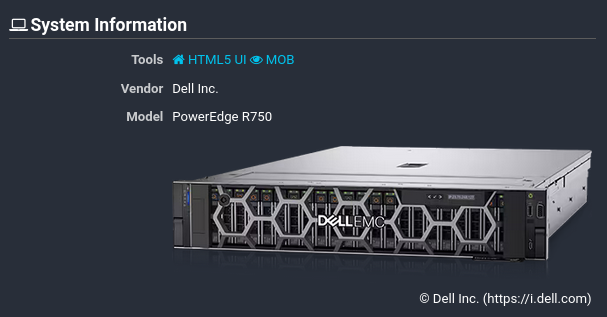 System Information
Tools HTML5 UI MOB
Vendor Dell Inc.
Model PowerEdge R750
DELLEMC
© Dell Inc. (https://i.dell.com)